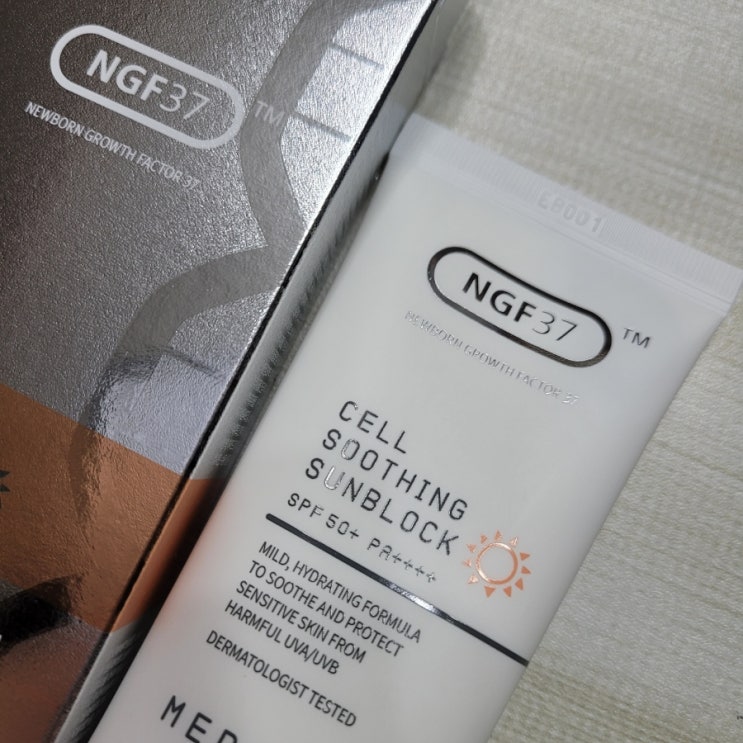 NGF37 TM
NEWBORN GROWTH FACTOR 37
E8001
NGF37 TM
NEWBORN GROWTH FACTOR 37
CELL
SOOTHING
SUNBLOCK
SPF 50+ PA++++
MILD, HYDRATING FORMULA
TO SOOTHE AND PROTECT
SENSITIVE SKIN FROM
HARMFUL UVA/UVB
DERMATOLOGIST TESTED